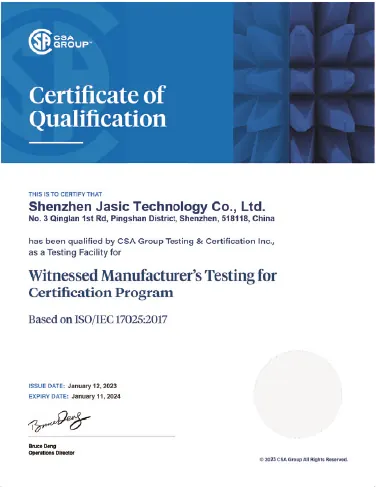 CSA
GROUP™
Certificate of
Qualification
THIS IS TO CERTIFY THAT
Shenzhen Jasic Technology Co., Ltd.
No. 3 Qinglan 1st Rd, Pingshan District, Shenzhen, 518118, China
has been qualified by CSA Group Testing & Certification Inc.,
as a Testing Facility for
Witnessed Manufacturer's Testing for
Certification Program
Based on ISO/IEC 17025:2017
ISSUE DATE: January 12, 2023
EXPIRY DATE: January 11, 2024
Bruce Deng
Bruce Deng
Operations Director
© 2023 CSA Group All Rights Reserved.